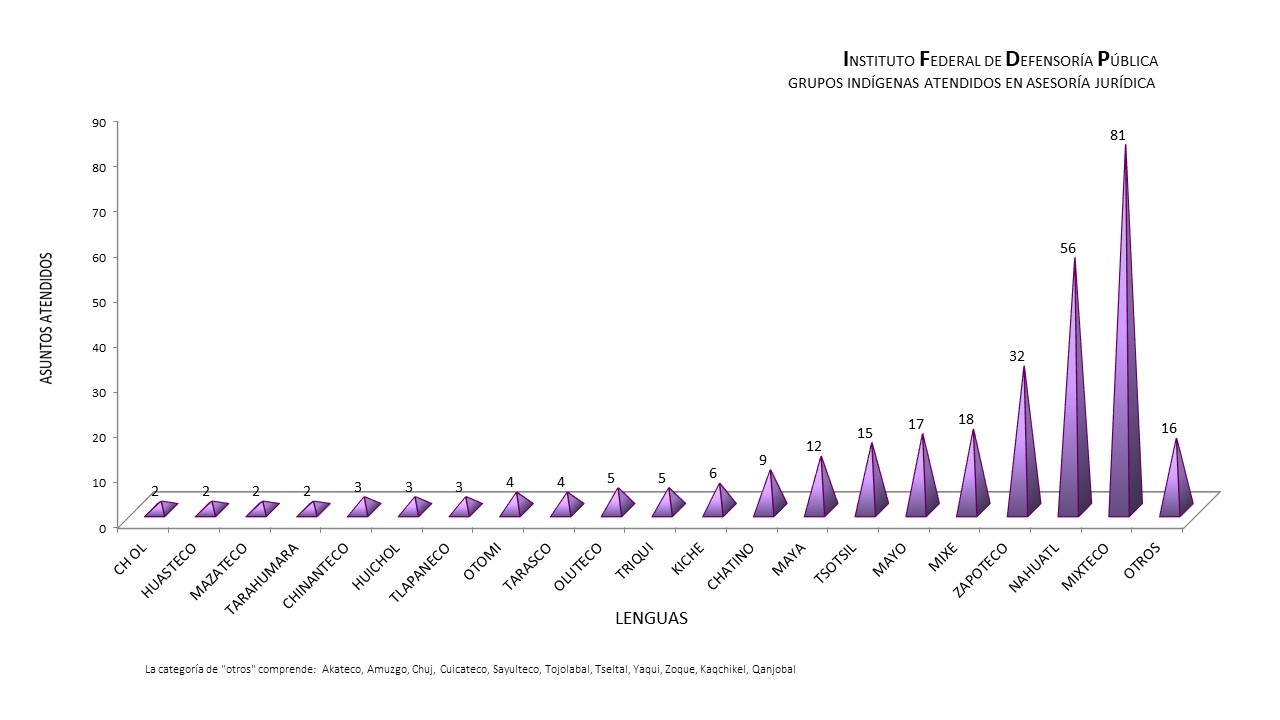 INSTITUTO FEDERAL DE DEFENSORÍA PÚBLICA
GRUPOS INDÍGENAS ATENDIDOS EN ASESORÍA JURÍDICA
ASUNTOS ATENDIDOS
90
80
70
60
50
40
30
20
10
0
2
2
2
2
3
3
3
4
4
5
5
6
9
12
15
17
18
32
56
81
16
CH OL
HUASTECO
MAZATECO
TARAHUMARA
CHINANTECO
HUICHOL
TLAPANECO
OTOMI
TARASCO
OLUTECO
TRIQUI
KICHE
CHATINO
MAYA
TSOTSIL
MAYO
MIXE
ZAPOTECO
NAHUATL
MIXTECO
OTROS
LENGUAS
La categoría de "otros" comprende: Akateco, Amuzgo, Chuj, Cuicateco, Sayulteco, Tojolabal, Tseltal, Yaqui, Zoque, Kaqchikel, Qanjobal